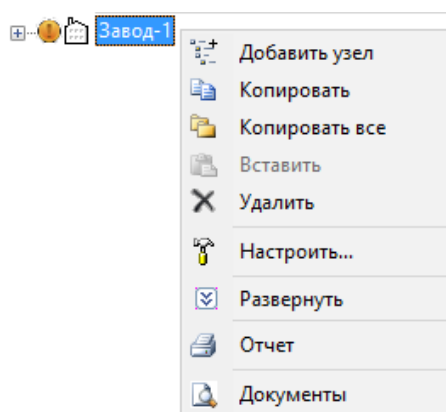 Завод-1
Добавить узел
Копировать
Копировать все
Вставить
Удалить
Настроить...
Развернуть
Отчет
Документы